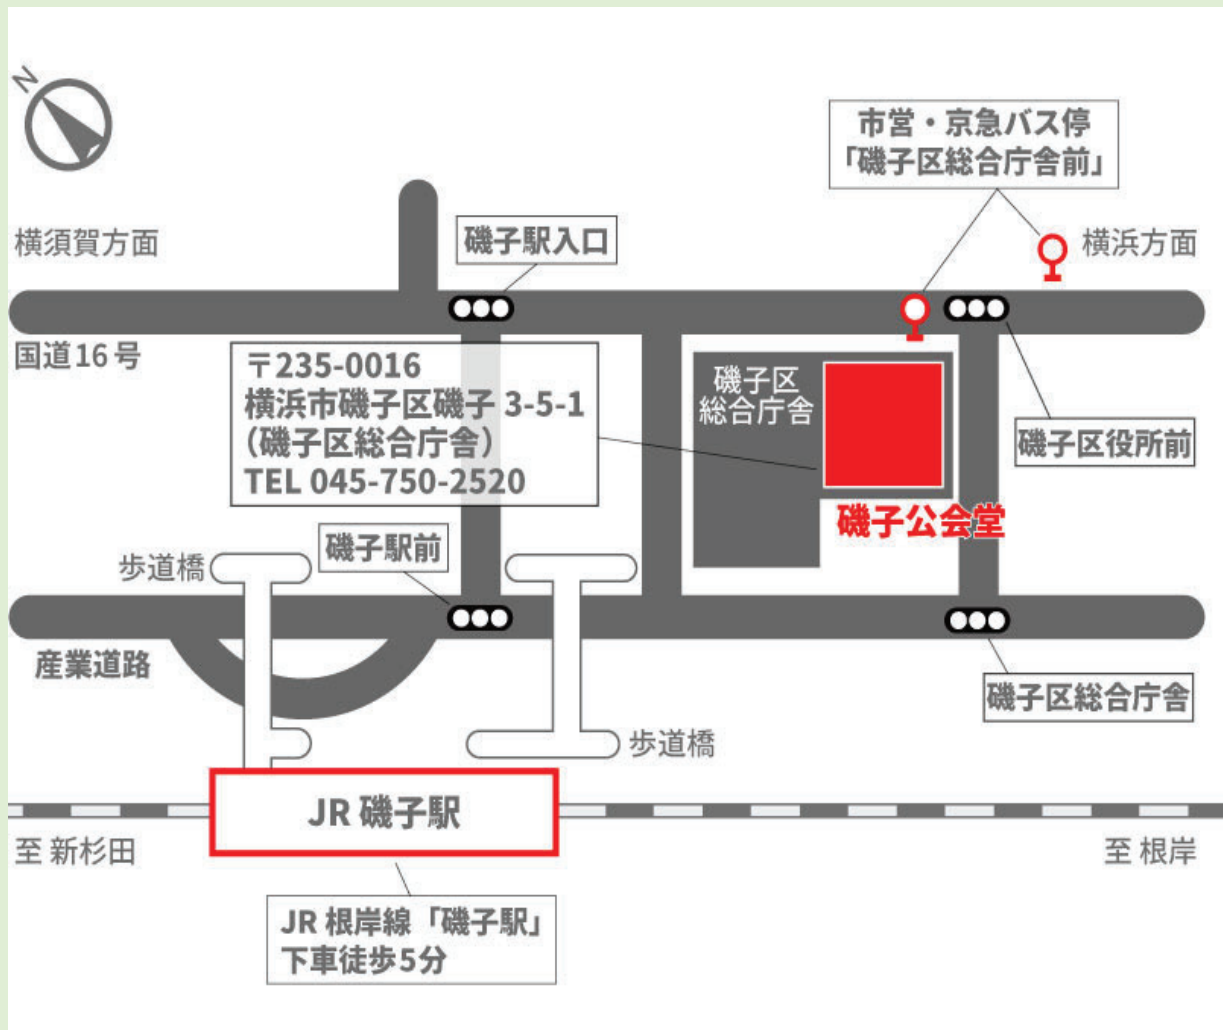 N
市営・京急バス停
「磯子区総合庁舎前」
横須賀方面
磯子駅入口
横浜方面
国道16号
〒235-0016
横浜市磯子区磯子 3-5-1
（磯子区総合庁舎）
TEL 045-750-2520
磯子区
総合庁舎
磯子区役所前
磯子公会堂
歩道橋
磯子駅前
産業道路
磯子区総合庁舎
歩道橋
JR 磯子駅
至 新杉田
至 根岸
JR 根岸線「磯子駅」
下車徒歩5分